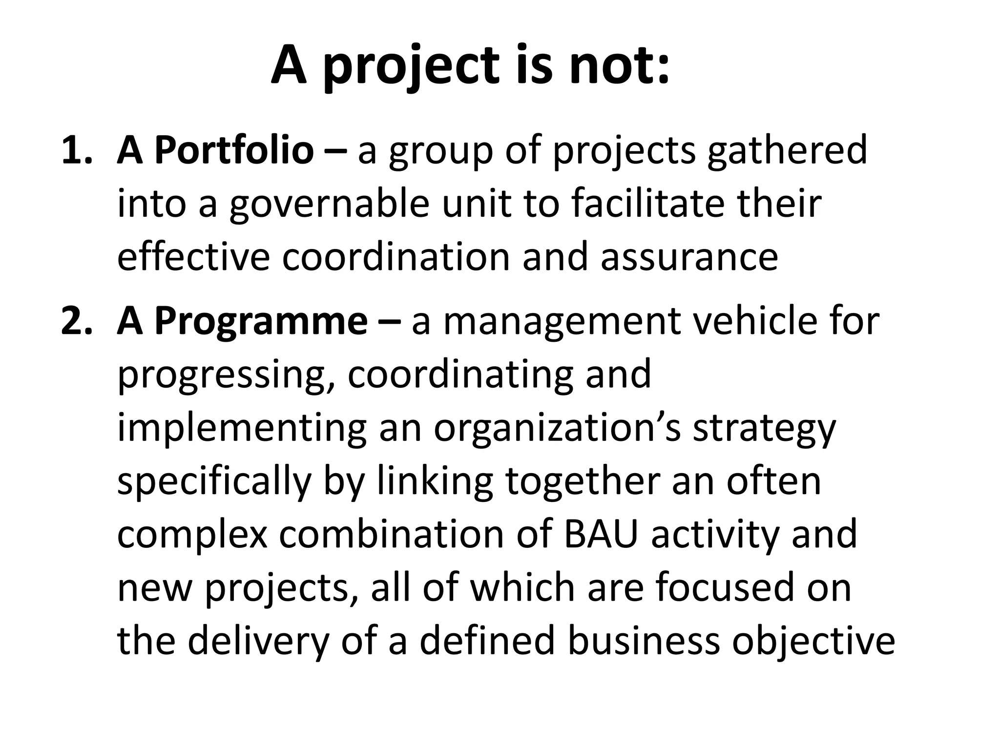 A project is not:
1. A Portfolio – a group of projects gathered
into a governable unit to facilitate their
effective coordination and assurance
2. A Programme – a management vehicle for
progressing, coordinating and
implementing an organization’s strategy
specifically by linking together an often
complex combination of BAU activity and
new projects, all of which are focused on
the delivery of a defined business objective